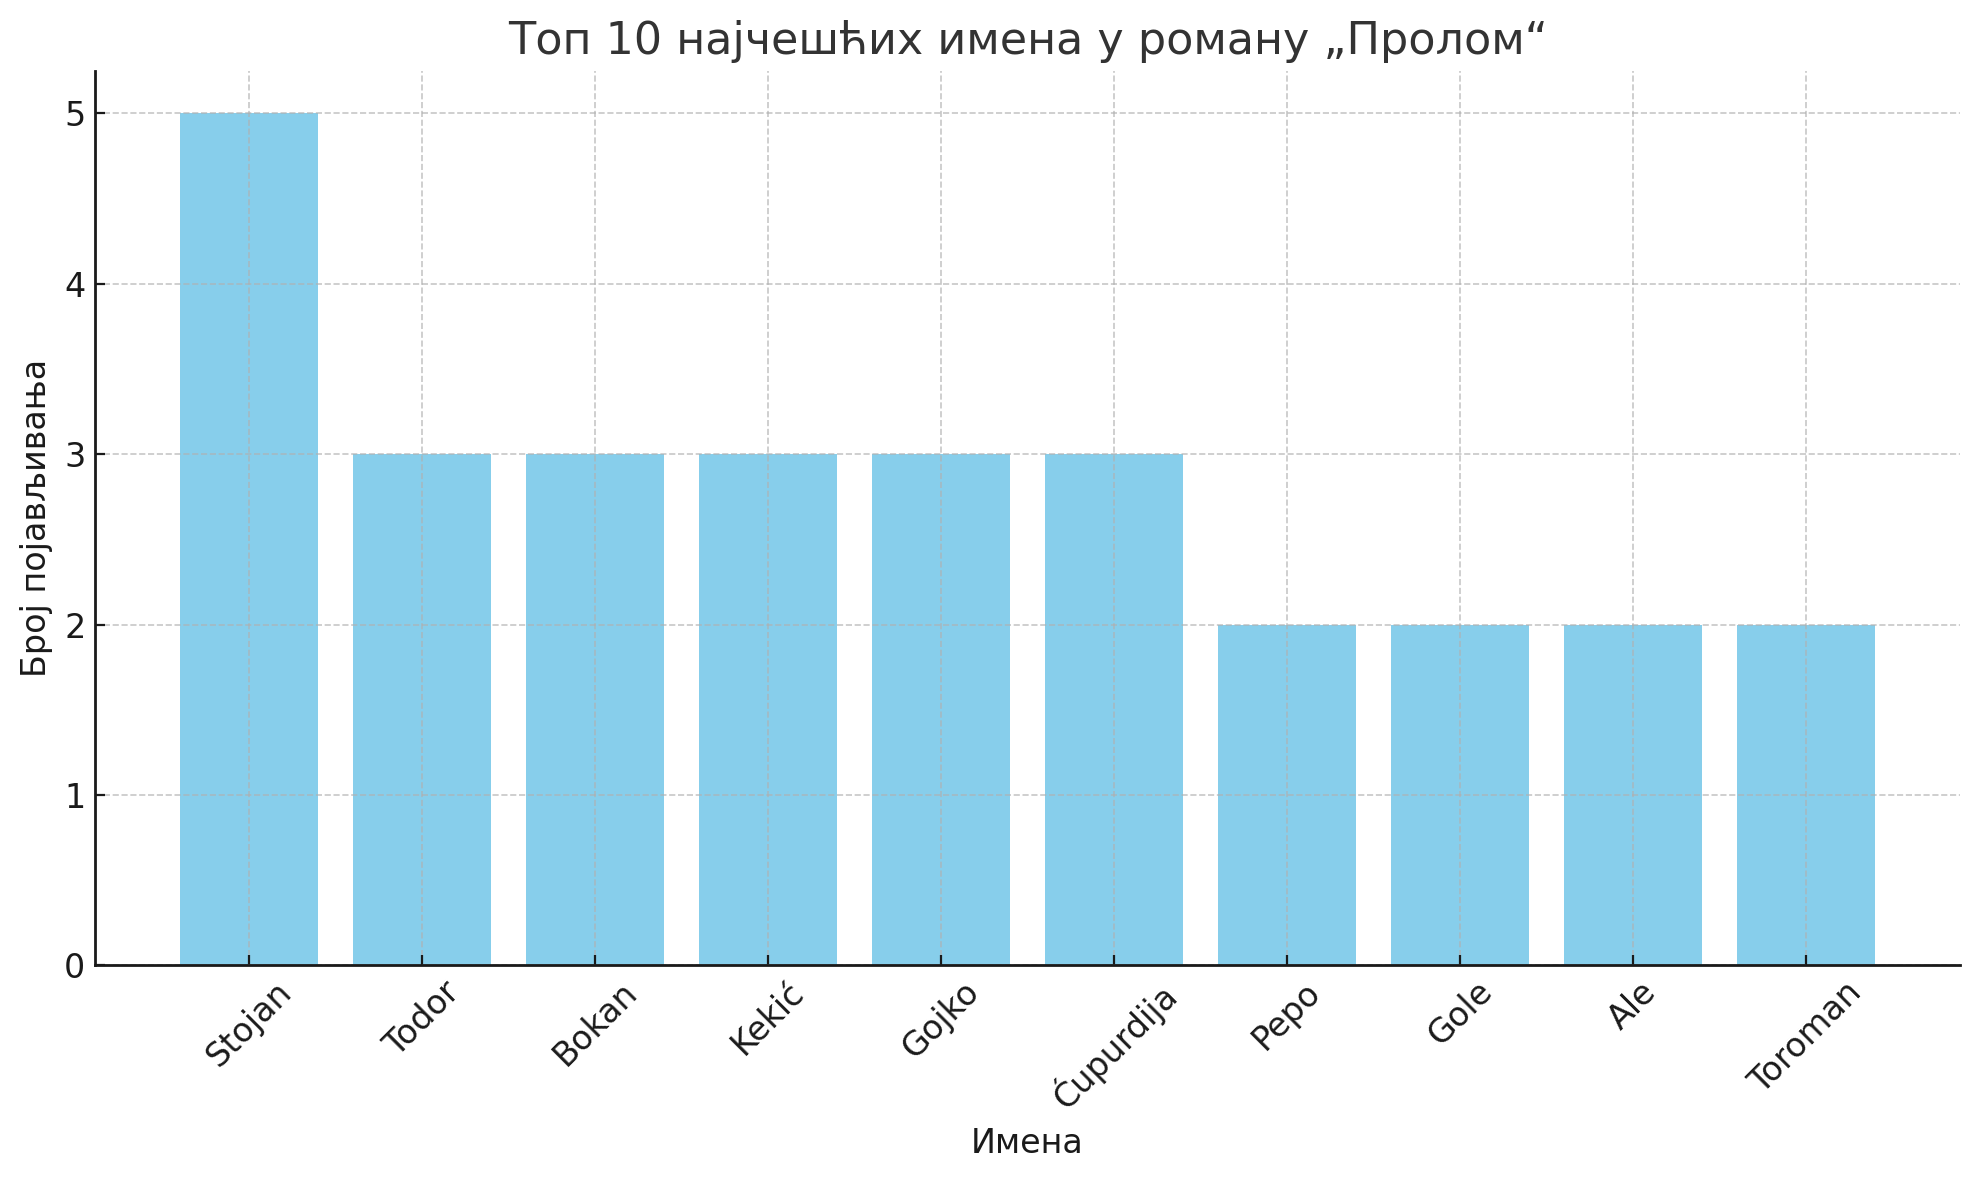 Топ 10 најчешћих имена у роману „Пролом“
Број појављивања
5
4
3
2
1
0
Stojan
Todor
Bokan
Kekić
Gojko
Ćupurdija
Pepo
Gole
Ale
Toroman
Имена